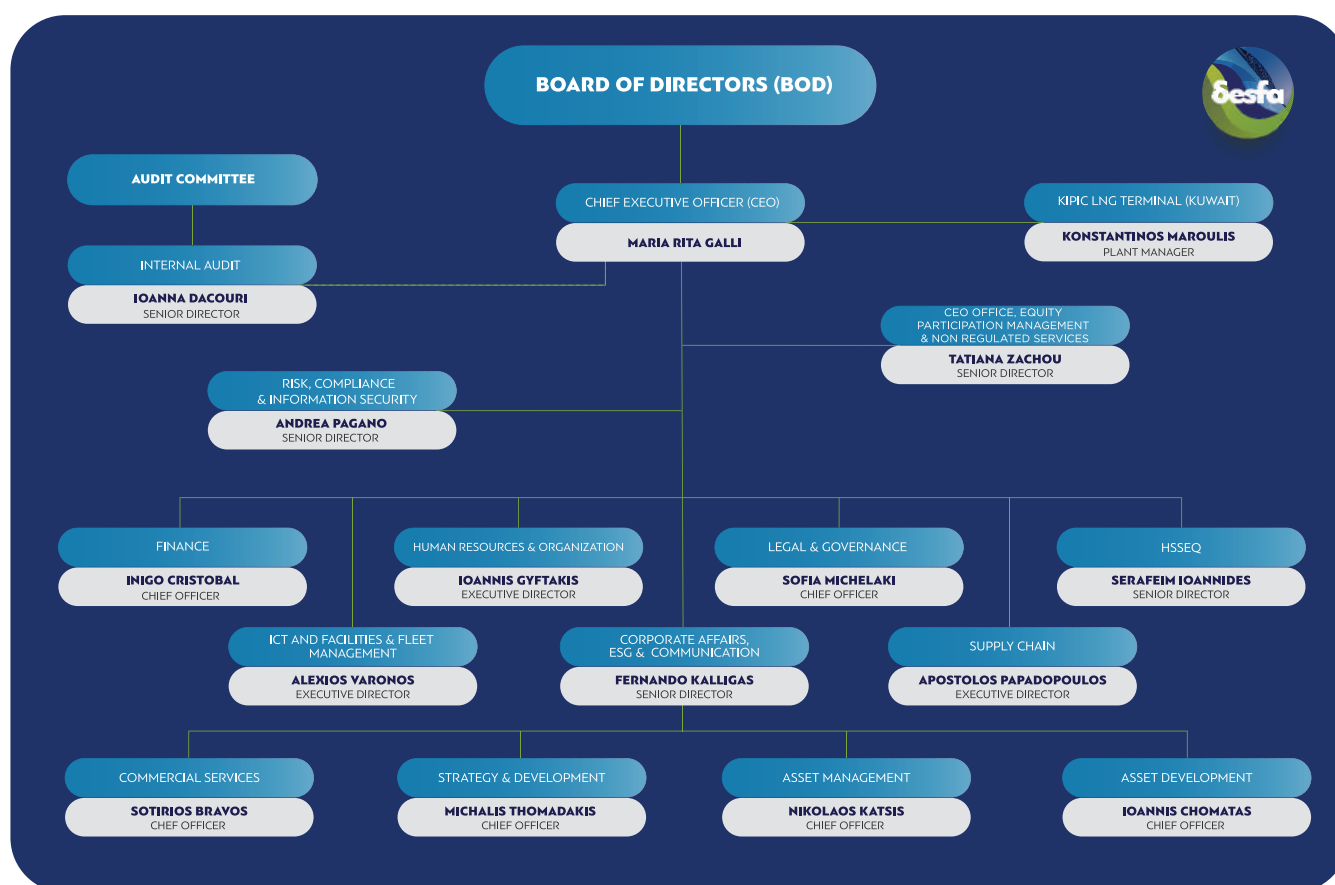 BOARD OF DIRECTORS (BOD)
δesfa
AUDIT COMMITTEE
CHIEF EXECUTIVE OFFICER (CEO)
MARIA RITA GALLI
KIPIC LNG TERMINAL (KUWAIT)
KONSTANTINOS MAROULIS
PLANT MANAGER
INTERNAL AUDIT
IOANNA DACOURI
SENIOR DIRECTOR
CEO OFFICE, EQUITY
PARTICIPATION MANAGEMENT
& NON REGULATED SERVICES
TATIANA ZACHOU
SENIOR DIRECTOR
RISK, COMPLIANCE
& INFORMATION SECURITY
ANDREA PAGANO
SENIOR DIRECTOR
FINANCE
INIGO CRISTOBAL
CHIEF OFFICER
HUMAN RESOURCES & ORGANIZATION
IOANNIS GYFTAKIS
EXECUTIVE DIRECTOR
LEGAL & GOVERNANCE
SOFIA MICHELAKI
CHIEF OFFICER
HSSEQ
SERAFEIM IOANNIDES
SENIOR DIRECTOR
ICT AND FACILITIES & FLEET
MANAGEMENT
ALEXIOS VARONOS
EXECUTIVE DIRECTOR
CORPORATE AFFAIRS,
ESG & COMMUNICATION
FERNANDO KALLIGAS
SENIOR DIRECTOR
SUPPLY CHAIN
APOSTOLOS PAPADOPOULOS
EXECUTIVE DIRECTOR
COMMERCIAL SERVICES
SOTIRIOS BRAVOS
CHEF OFFICER
STRATEGY & DEVELOPMENT
MICHALIS THOMADAKIS
CHIEF OFFICER
ASSET MANAGEMENT
NIKOLAOS KATSIS
CHIEF OFFICER
ASSET DEVELOPMENT
IOANNIS CHOMATAS
CHIEF OFFICER